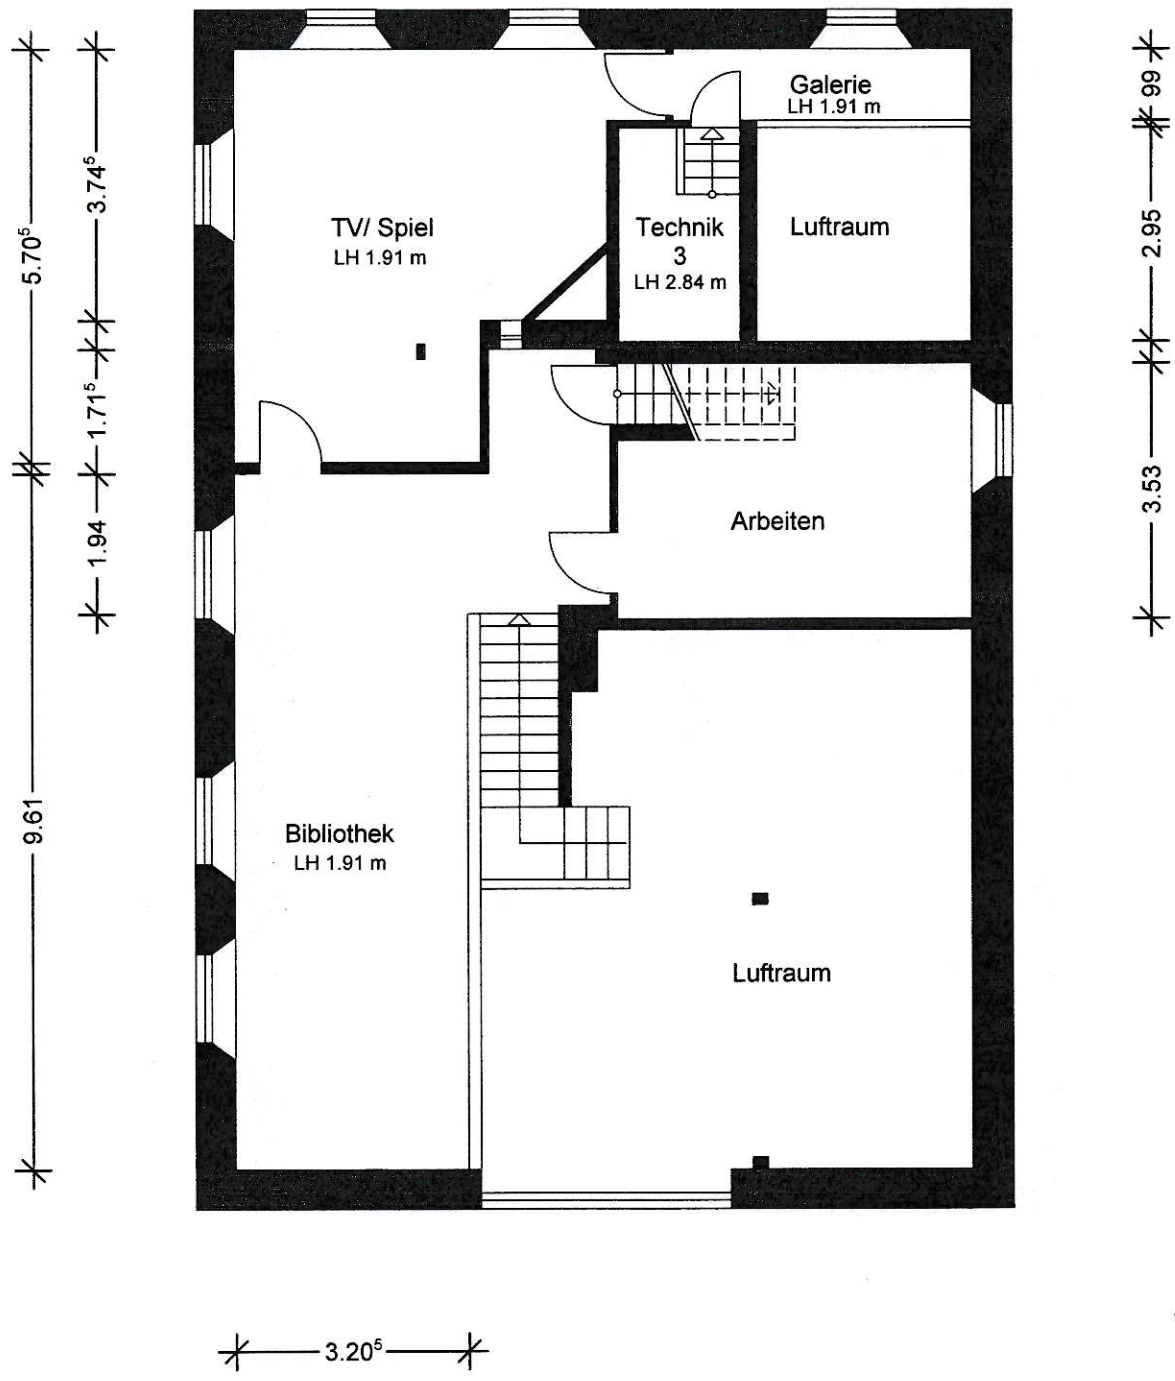 Galerie
LH 1.91 m
99
3.74⁵
5.70⁵
TV/ Spiel
LH 1.91 m
Technik
3
LH 2.84 m
Luftraum
2.95
1.71⁵
1.94
Arbeiten
3.53
9.61
Bibliothek
LH 1.91 m
Luftraum
3.20⁵